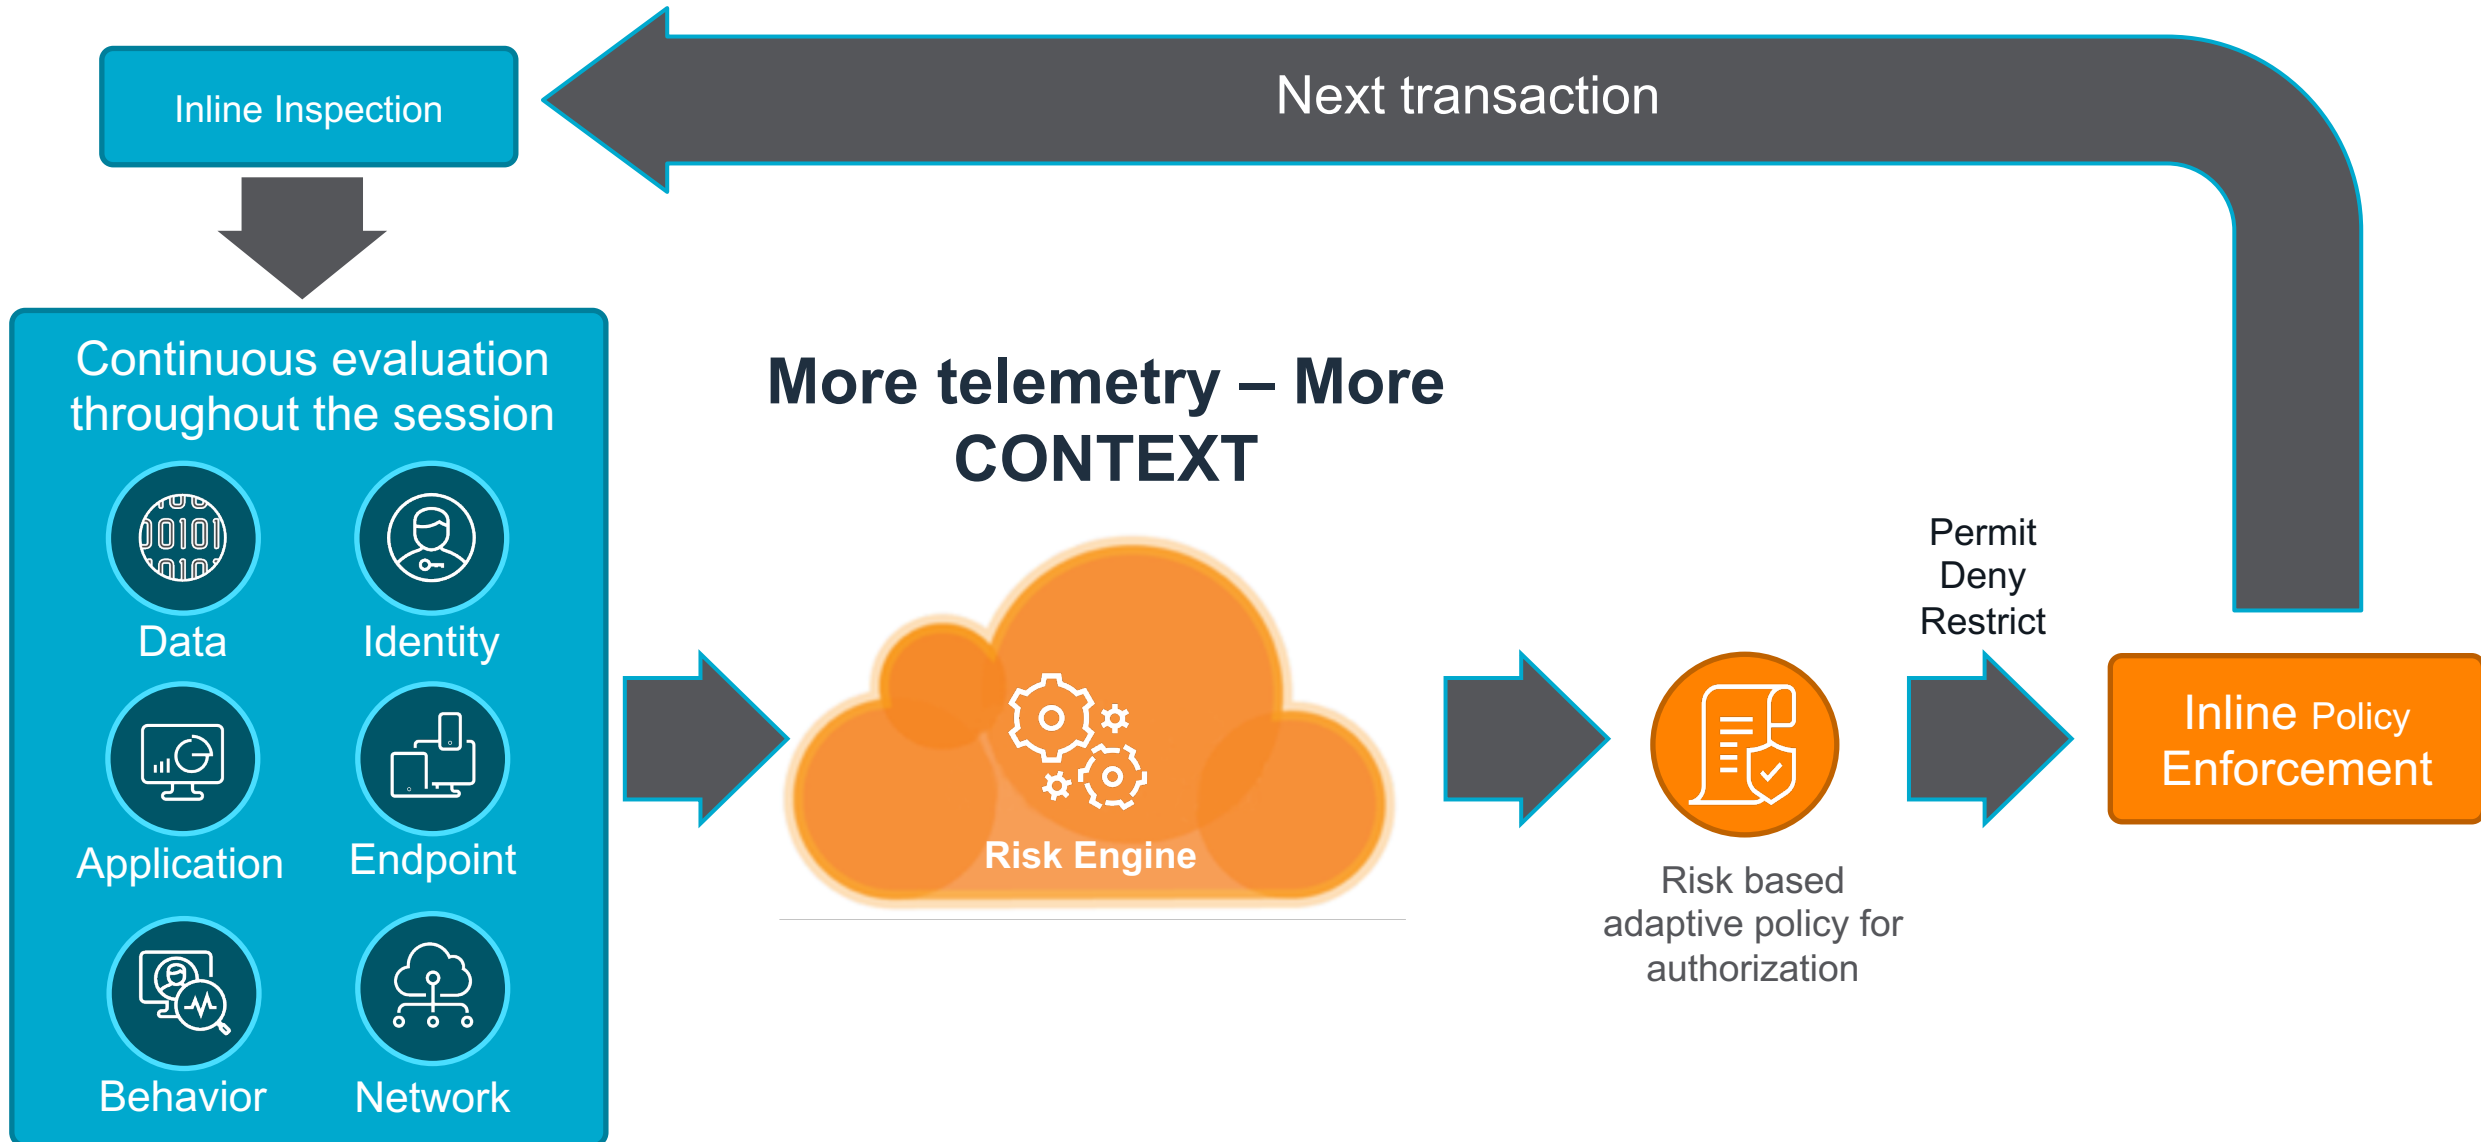 Inline Inspection
Next transaction
Continuous evaluation
throughout the session
Data
Identity
Application
Endpoint
Behavior
Network
More telemetry – More
CONTEXT
Risk Engine
Risk based
adaptive policy for
authorization
Permit
Deny
Restrict
Inline Policy
Enforcement